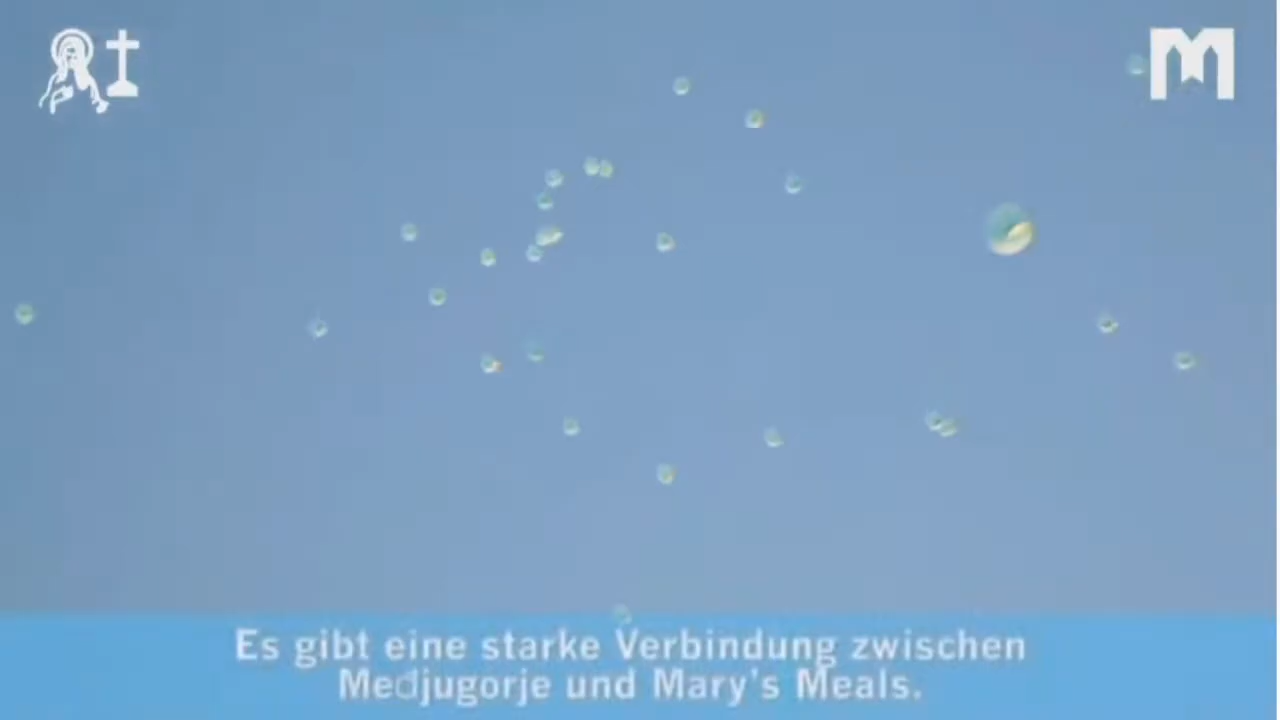 M
Es gibt eine starke Verbindung zwischen
Medjugorje und Mary's Meals.